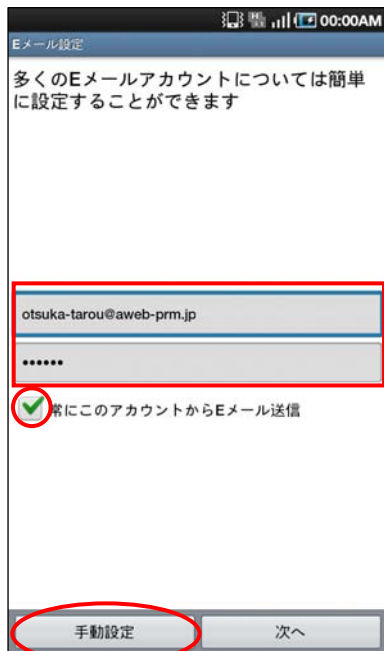 00:00AM
Eメール設定
多くのEメールアカウントについては簡単
に設定することができます
otsuka-tarou@aweb-prm.jp
••••••
常にこのアカウントからEメール送信
手動設定
次へ